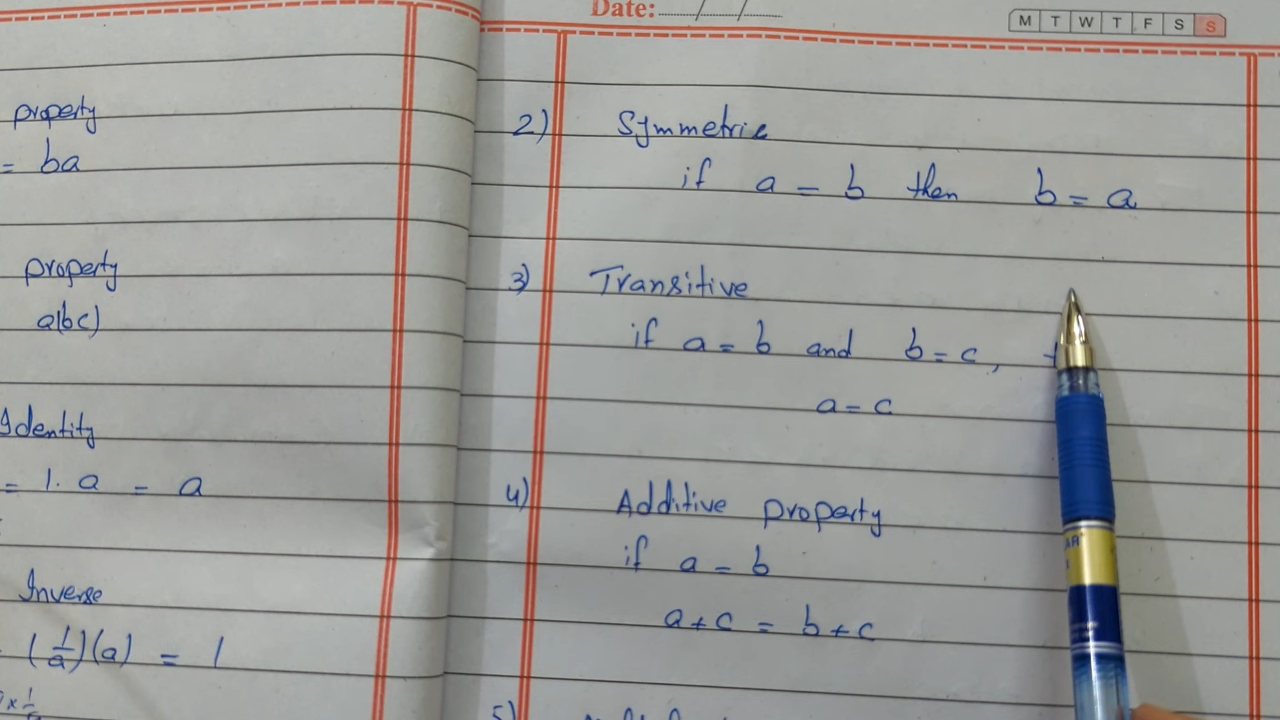 property
= ba
property
a(bc)
Identity
= 1. a = a
Inverse
(1/a)(a) = 1
Date:
M T W T F S S
2) Symmetric
if a = b then b = a
3) Transitive
if a = b and b = c,
a = c
4) Additive property
if a = b
a + c = b + c
5)